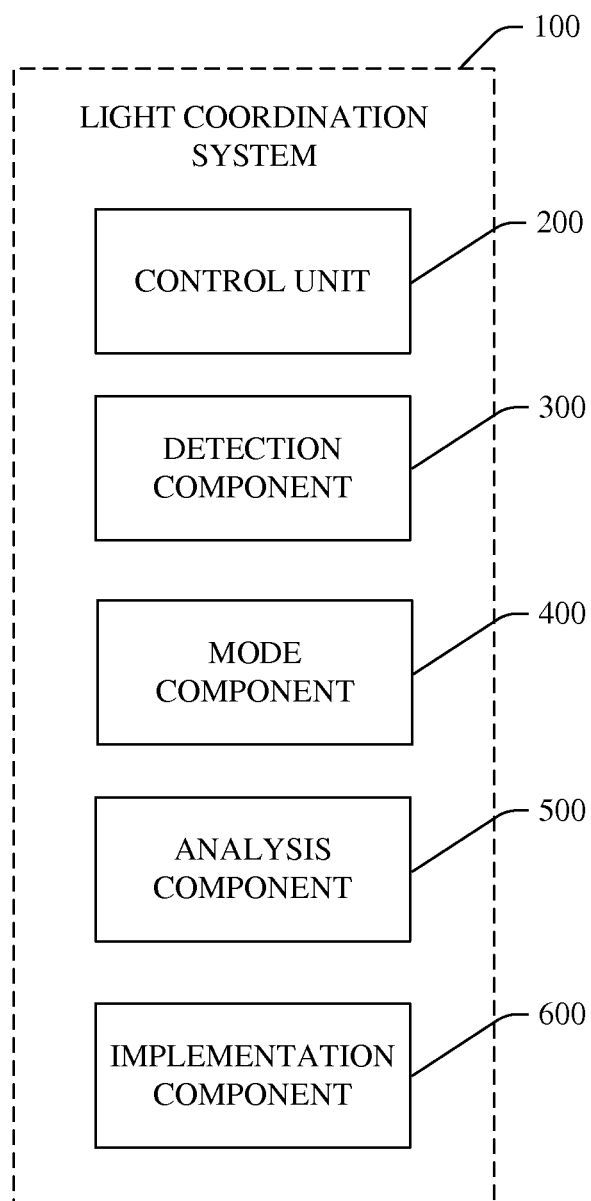 100
LIGHT COORDINATION
SYSTEM
200
CONTROL UNIT
300
DETECTION
COMPONENT
400
MODE
COMPONENT
500
ANALYSIS
COMPONENT
600
IMPLEMENTATION
COMPONENT